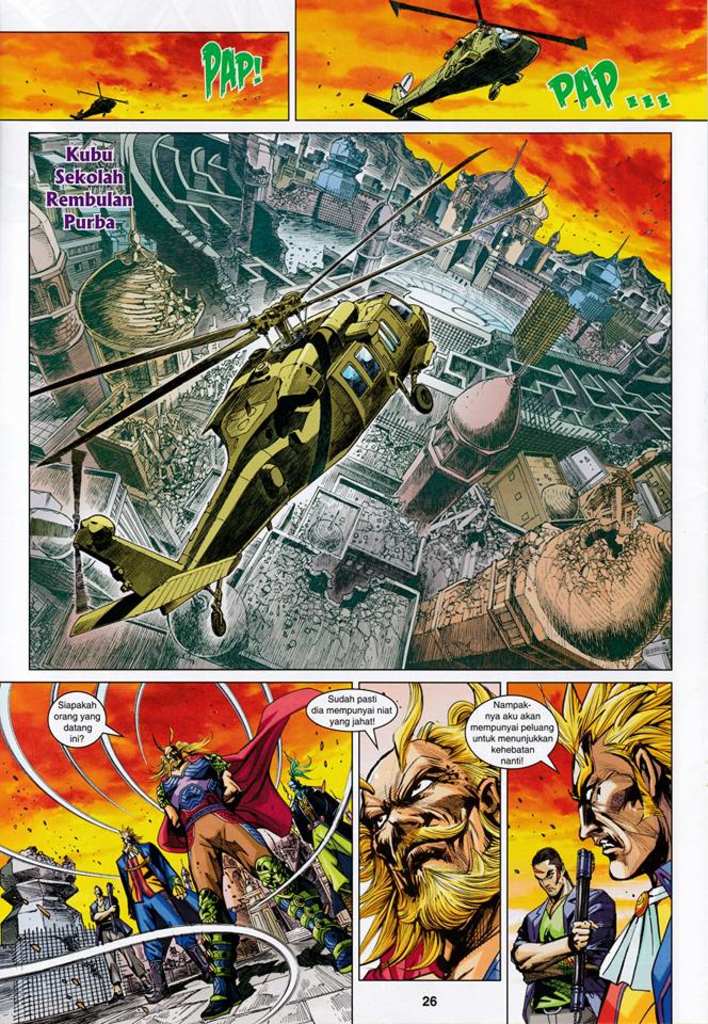 PAP!
PAP...
Kubu
Sekolah
Rembulan
Purba
Siapakah
orang yang
datang
ini?
Sudah pasti
dia mempunyai niat
yang jahat!
Nampak-
nya aku akan
mempunyai peluang
untuk menunjukkan
kehebatan
nanti!
26